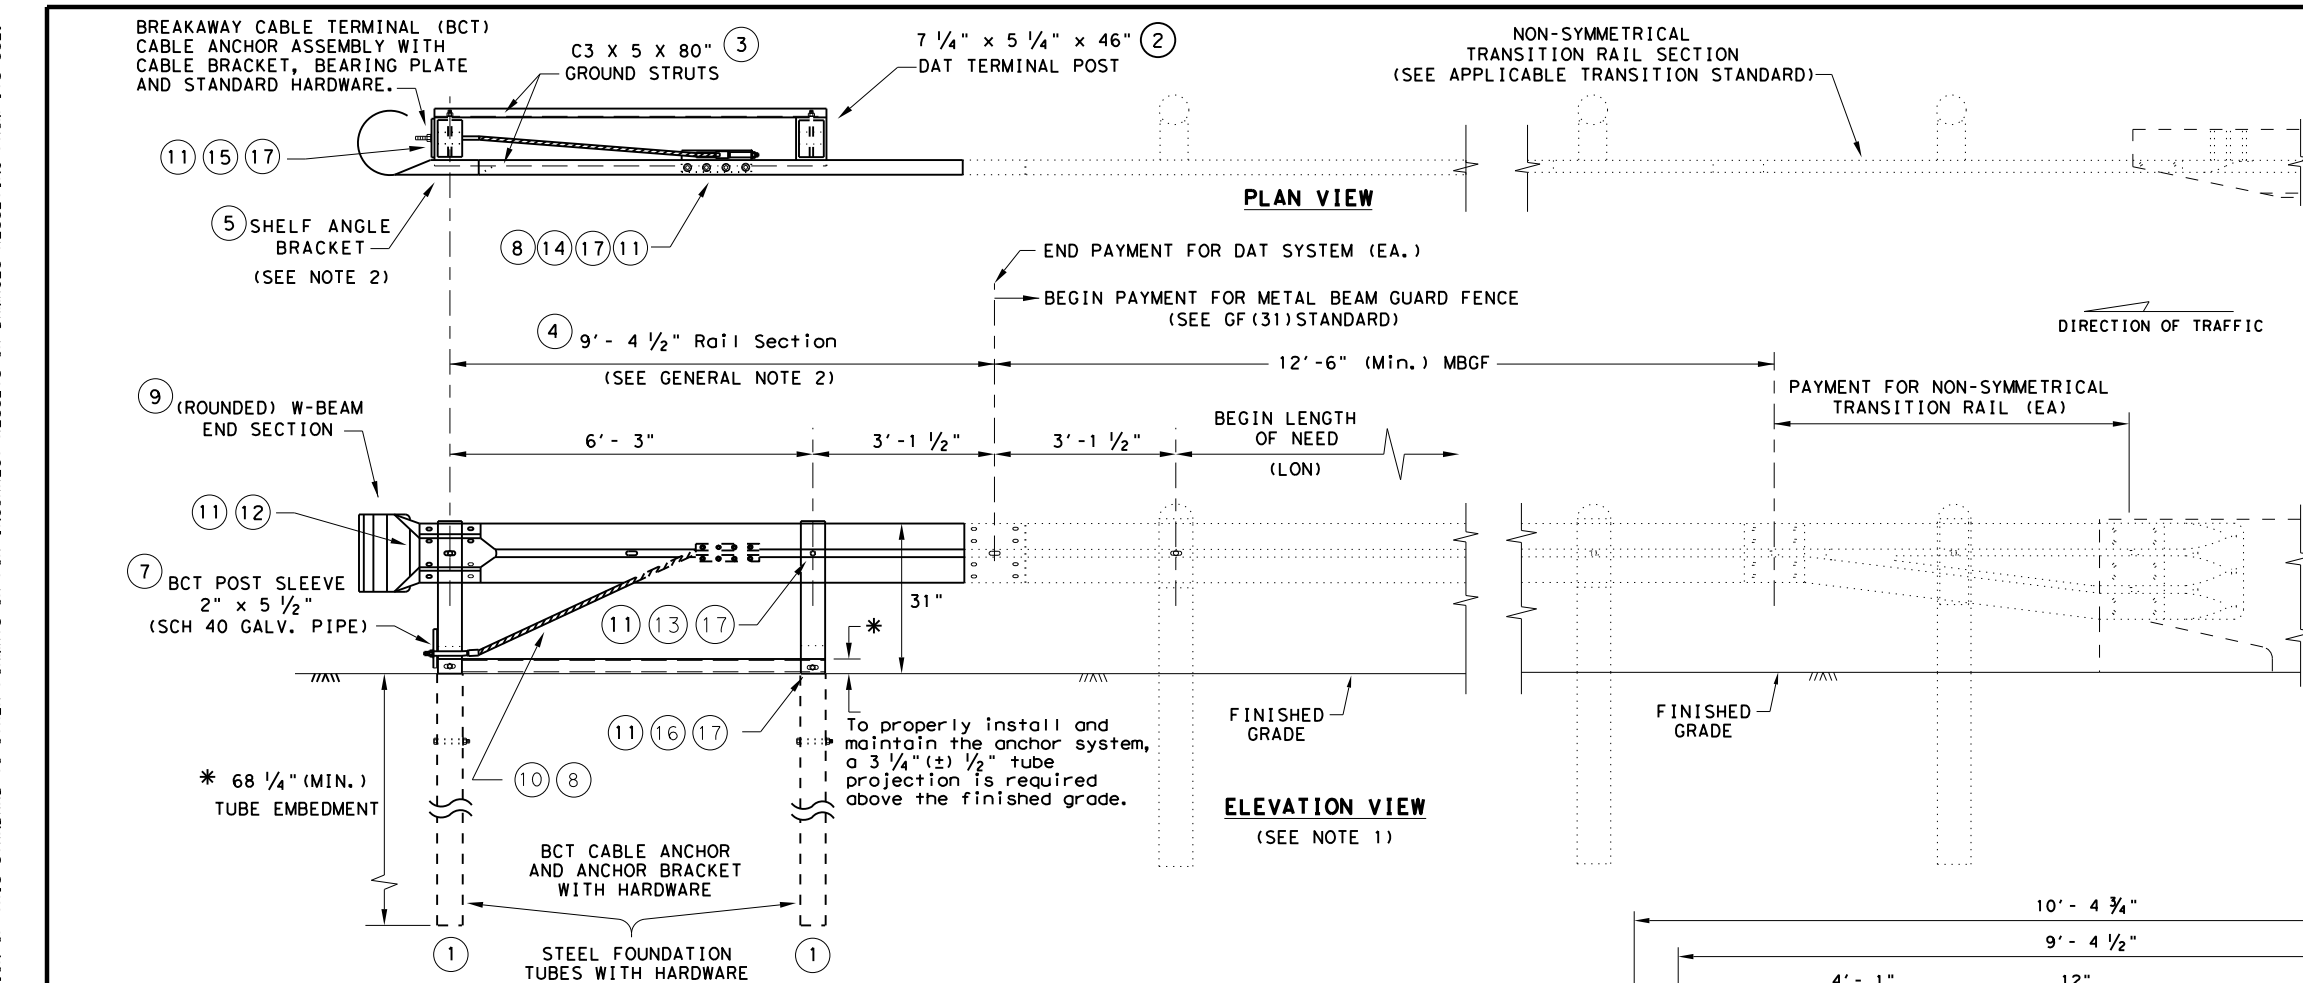 BREAKAWAY CABLE TERMINAL (BCT)
CABLE ANCHOR ASSEMBLY WITH
CABLE BRACKET, BEARING PLATE
AND STANDARD HARDWARE.
C3 X 5 X 80" 3
GROUND STRUTS
7 1/4" x 5 1/4" x 46" 2
DAT TERMINAL POST
NON-SYMMETRICAL
TRANSITION RAIL SECTION
(SEE APPLICABLE TRANSITION STANDARD)
11 15 17
5 SHELF ANGLE
BRACKET
(SEE NOTE 2)
8 14 17 11
PLAN VIEW
END PAYMENT FOR DAT SYSTEM (EA.)
BEGIN PAYMENT FOR METAL BEAM GUARD FENCE
(SEE GF(31)STANDARD)
DIRECTION OF TRAFFIC
4 9'- 4 1/2" Rail Section
(SEE GENERAL NOTE 2)
12'-6" (Min.) MBGF
PAYMENT FOR NON-SYMMETRICAL
TRANSITION RAIL (EA)
9 (ROUNDED) W-BEAM
END SECTION
6'- 3"
3'-1 1/2"
3'-1 1/2"
BEGIN LENGTH
OF NEED
(LON)
11 12
7 BCT POST SLEEVE
2" x 5 1/2"
(SCH 40 GALV. PIPE)
11 13 17
*
31"
11 16 17
To properly install and
maintain the anchor system,
a 3 1/4"(±) 1/2" tube
projection is required
above the finished grade.
FINISHED
GRADE
FINISHED
GRADE
* 68 1/4"(MIN.)
TUBE EMBEDMENT
10 8
ELEVATION VIEW
(SEE NOTE 1)
BCT CABLE ANCHOR
AND ANCHOR BRACKET
WITH HARDWARE
1
STEEL FOUNDATION
TUBES WITH HARDWARE
1
10'- 4 3/4"
9'- 4 1/2"
4'- 1"
12"